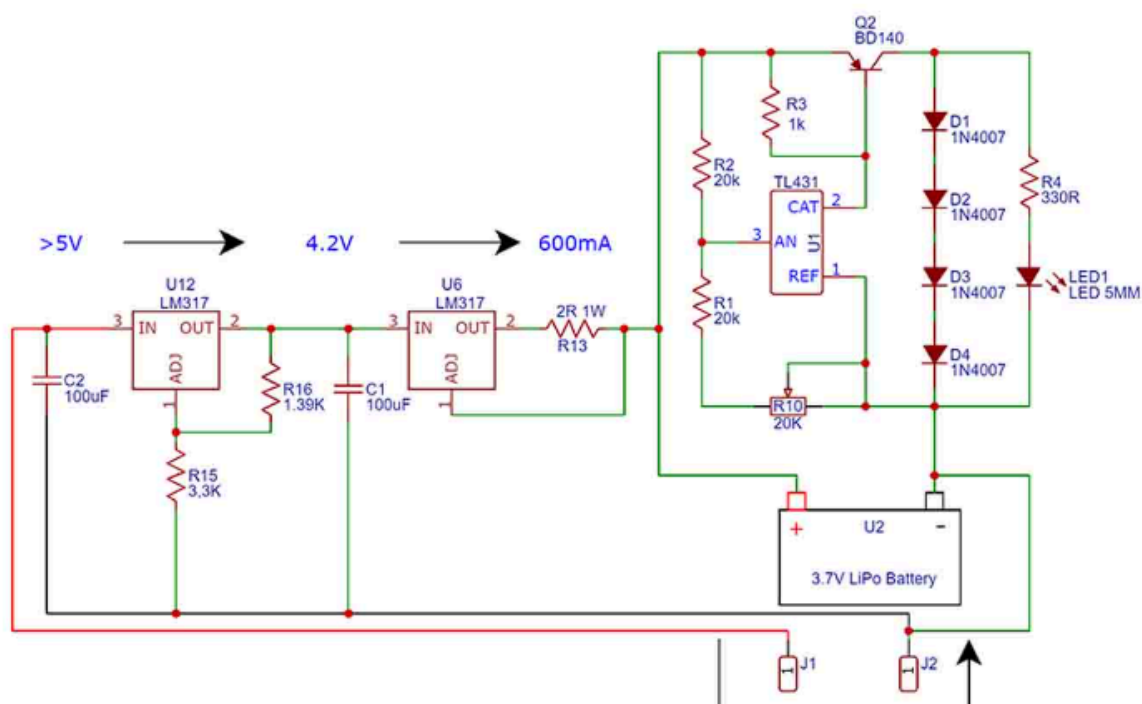 Q2
BD140
R3
1k
D1
1N4007
R2
20k
TL431
CAT
2
R4
330R
D2
1N4007
>5V
4.2V
600mA
3
AN
U1
REF
1
D3
1N4007
LED1
LED 5MM
U12
LM317
U6
LM317
R1
20k
3
IN
OUT
2
3
IN
OUT
2
2R 1W
R13
ADJ
1
ADJ
1
D4
1N4007
C2
100uF
R16
1.39K
C1
100uF
R10
20K
R15
3,3K
+
U2
-
3.7V LiPo Battery
1
J1
1
J2